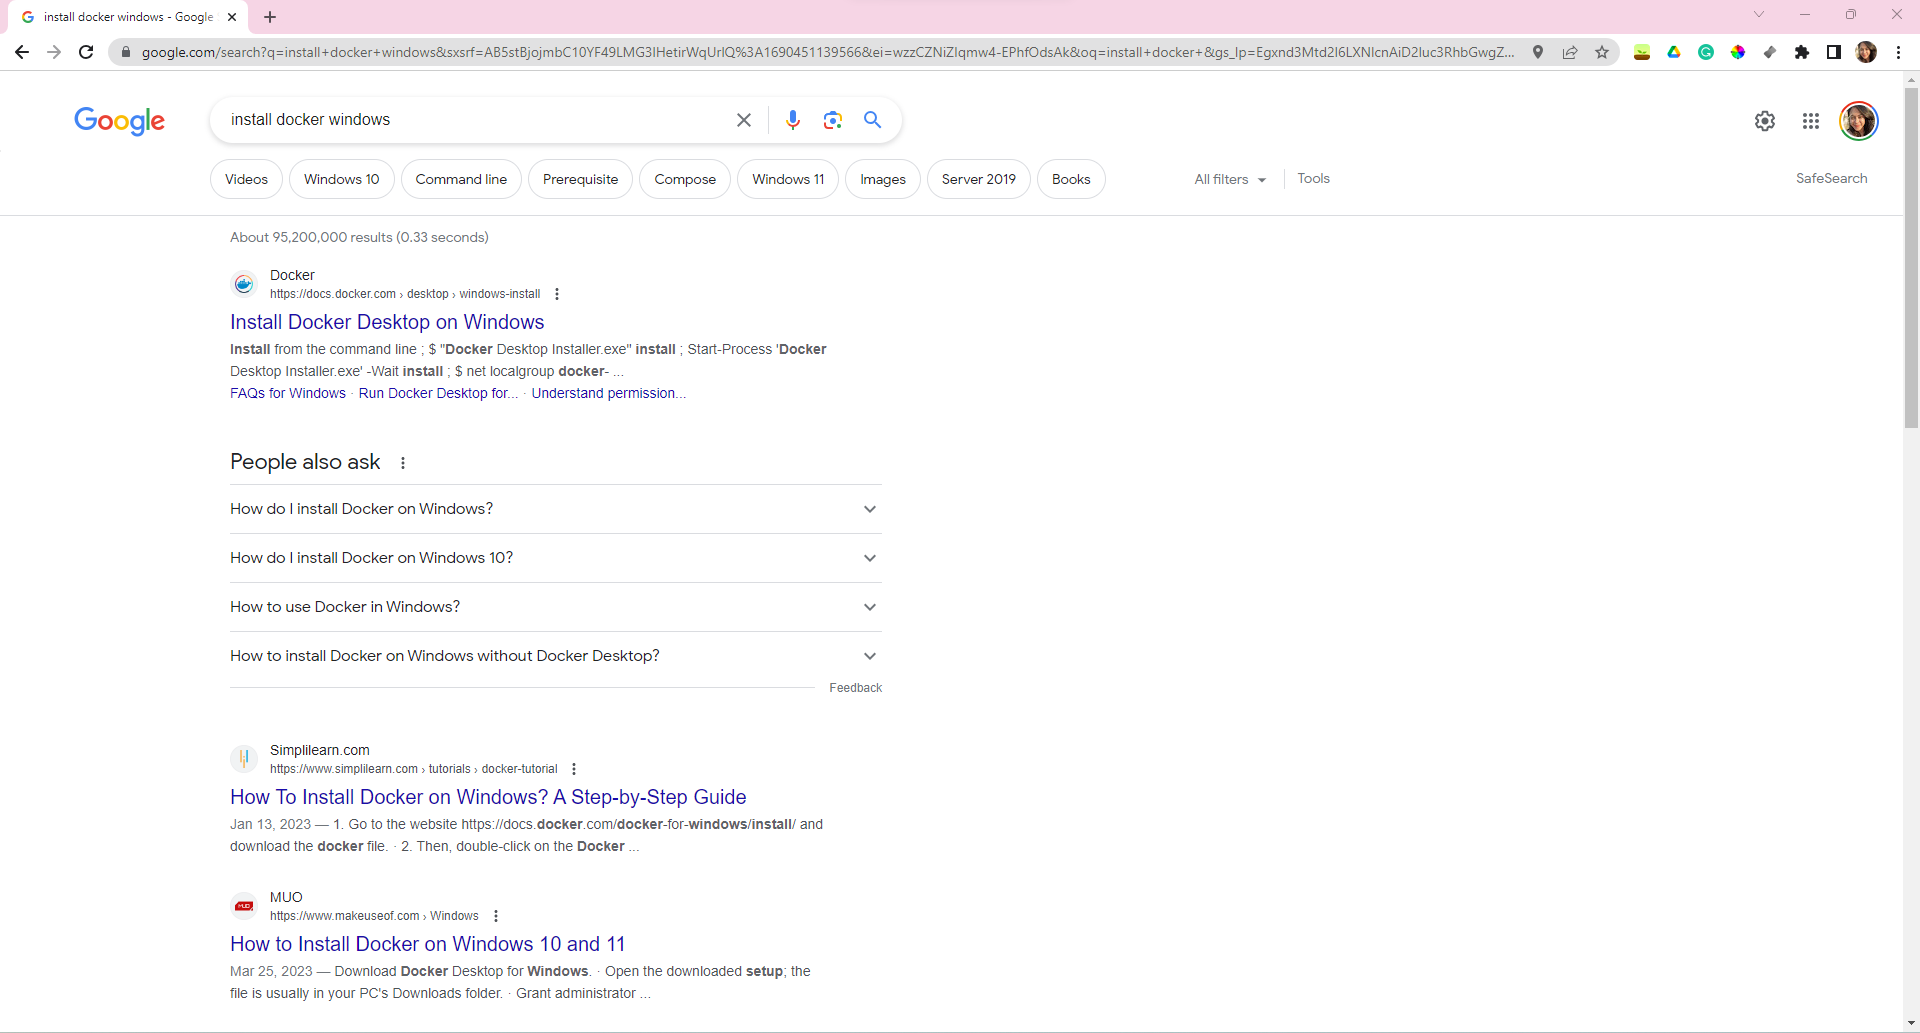 install docker windows - Google
google.com/search?q=install+docker+windows&sxsrf=AB5stBjojmbC10YF49LMG3IHetirWqUrlQ%3A1690451139566&ei=wzzCZNiZIqmw4-EPhfOdsAk&oq=install+docker+&gs_lp=Egxnd3Mtd2l6LXNlcnAiD2luc3RhbGwgZ...
Google
install docker windows
Videos
Windows 10
Command line
Prerequisite
Compose
Windows 11
Images
Server 2019
Books
All filters
Tools
SafeSearch
About 95,200,000 results (0.33 seconds)
Docker
https://docs.docker.com › desktop › windows-install
Install Docker Desktop on Windows
Install from the command line ; $ "Docker Desktop Installer.exe" install ; Start-Process 'Docker
Desktop Installer.exe' -Wait install ; $ net localgroup docker- ...
FAQs for Windows · Run Docker Desktop for... · Understand permission...
People also ask
How do I install Docker on Windows?
How do I install Docker on Windows 10?
How to use Docker in Windows?
How to install Docker on Windows without Docker Desktop?
Feedback
Simplilearn.com
https://www.simplilearn.com › tutorials › docker-tutorial
How To Install Docker on Windows? A Step-by-Step Guide
Jan 13, 2023 — 1. Go to the website https://docs.docker.com/docker-for-windows/install/ and
download the docker file. · 2. Then, double-click on the Docker ...
MUO
MUO
https://www.makeuseof.com › Windows
How to Install Docker on Windows 10 and 11
Mar 25, 2023 — Download Docker Desktop for Windows. · Open the downloaded setup; the
file is usually in your PC's Downloads folder. · Grant administrator ...